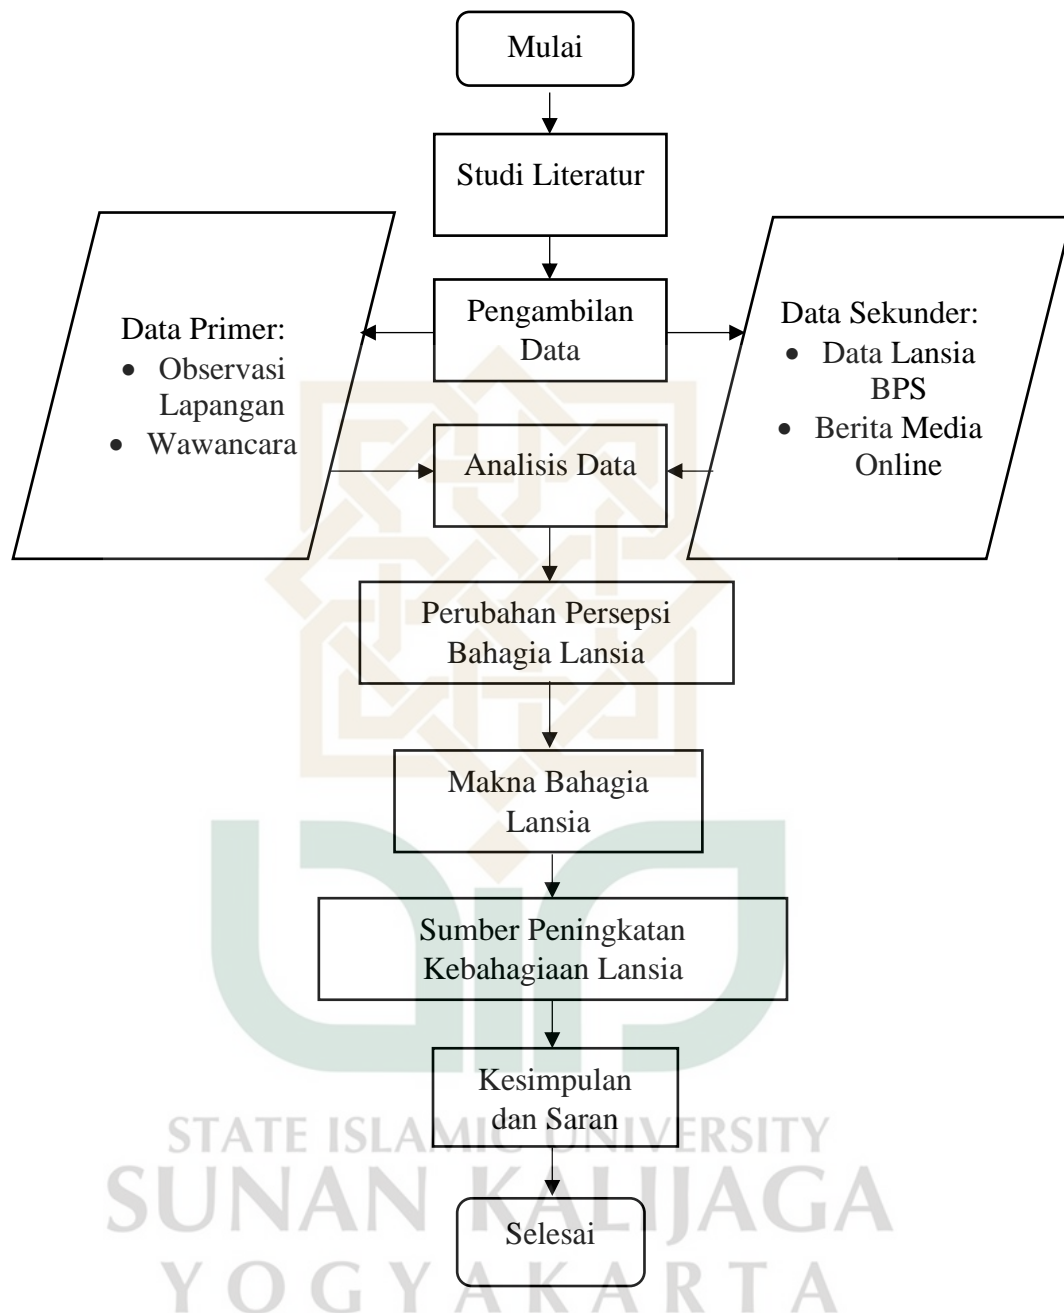 Mulai
Studi Literatur
Pengambilan
Data
Data Primer:
• Observasi
Lapangan
• Wawancara
Data Sekunder:
• Data Lansia
BPS
• Berita Media
Online
Analisis Data
Perubahan Persepsi
Bahagia Lansia
Makna Bahagia
Lansia
Sumber Peningkatan
Kebahagiaan Lansia
Kesimpulan
dan Saran
Selesai
STATE ISLAMIC UNIVERSITY
SUNAN KALIJAGA
YOGYAKARTA